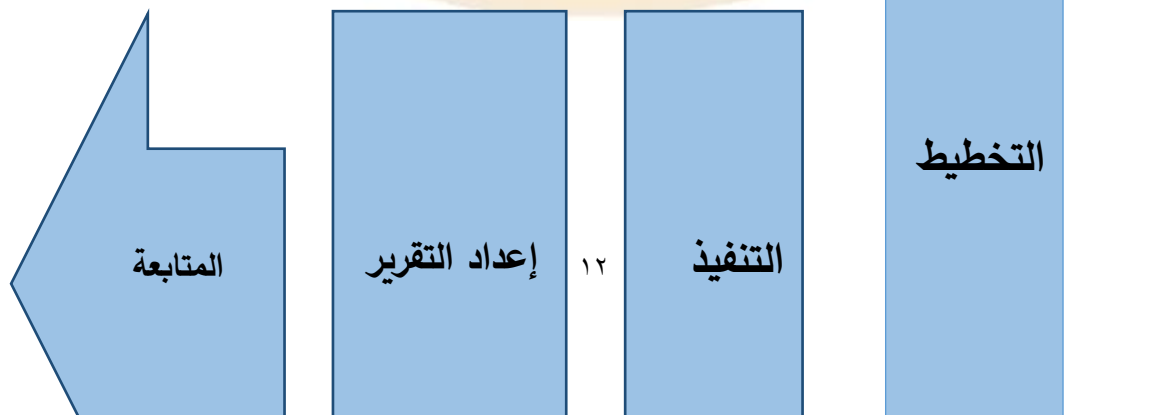 التخطيط
التنفيذ
١٢
إعداد التقرير
المتابعة